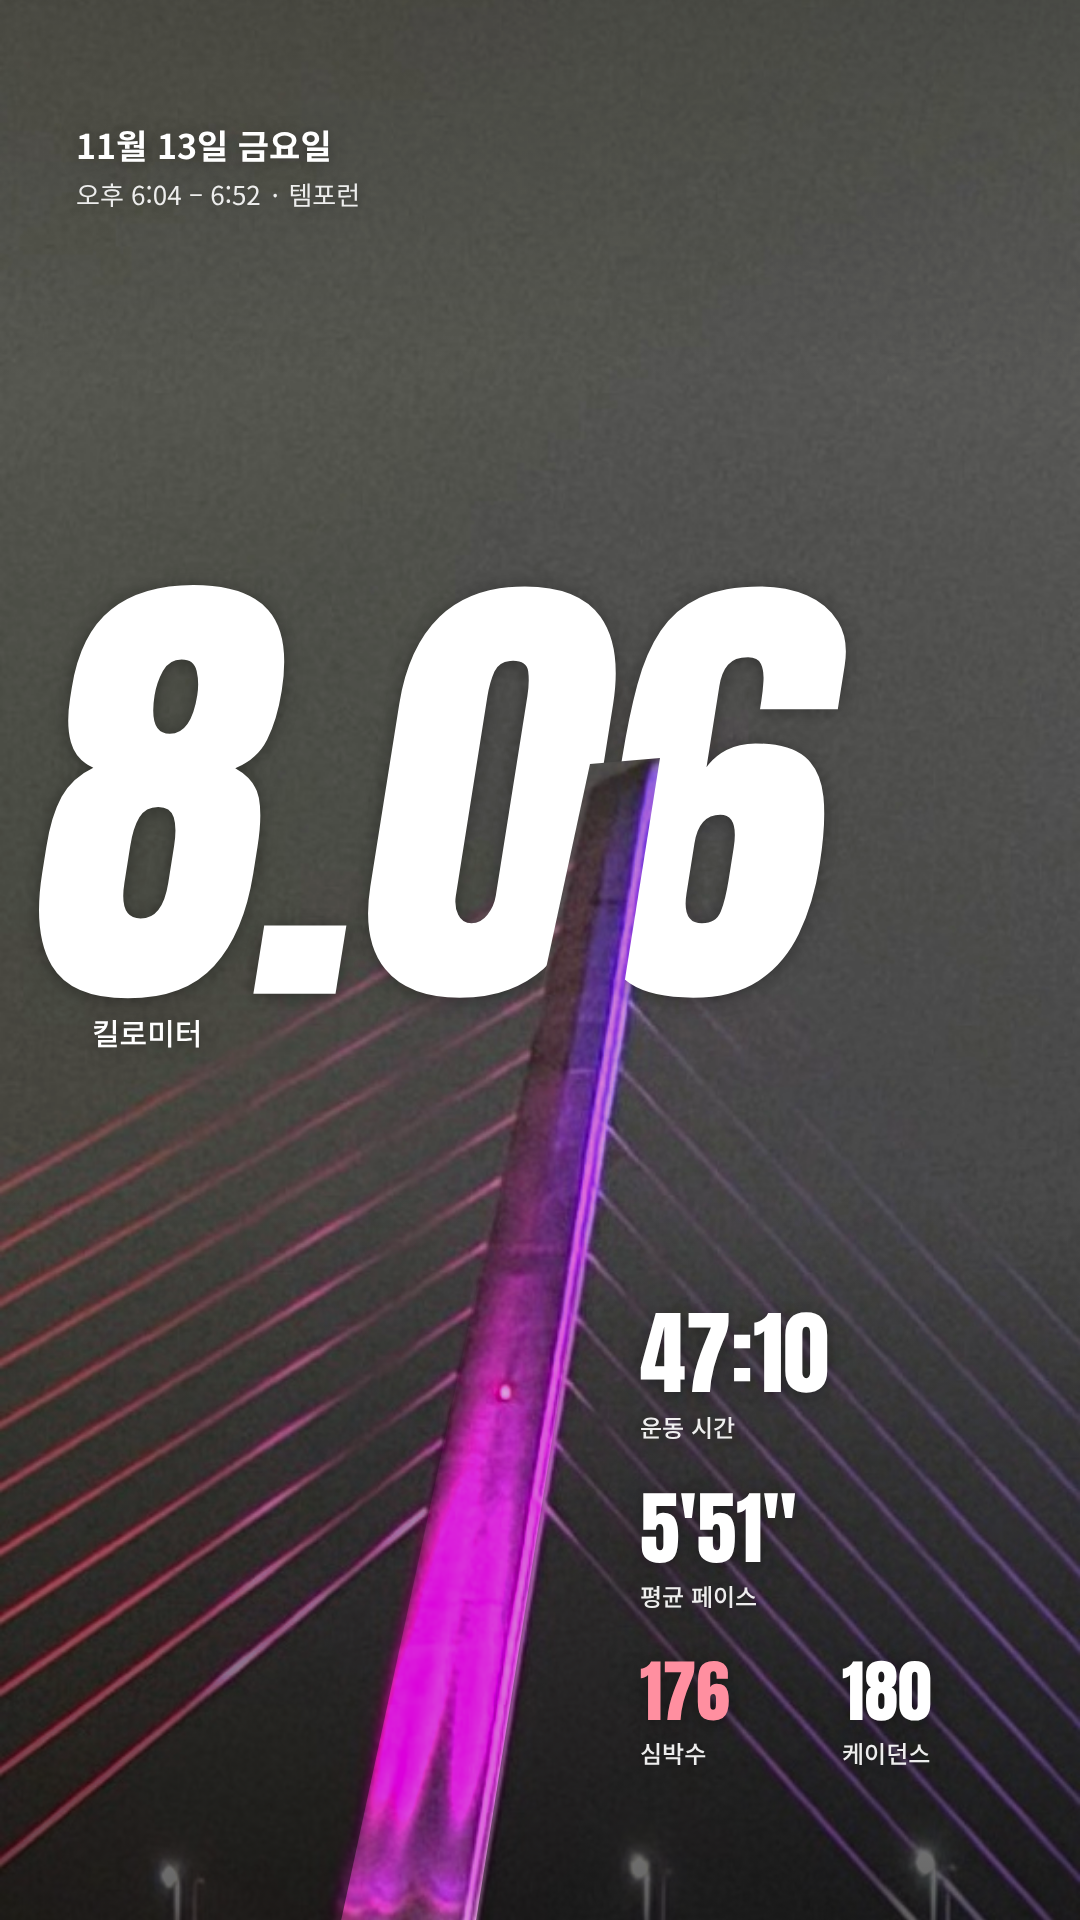 11월 13일 금요일
오후 6:04 – 6:52 · 템포런
8.06
킬로미터
47:10
운동 시간
5'51"
평균 페이스
176 180
심박수 케이던스